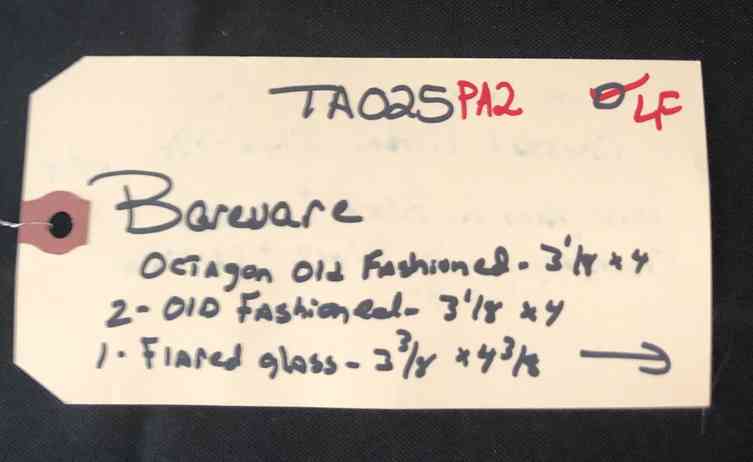 TA025 PA2 LF
Bareware
Octagon Old Fashioned - 3 1/8 x 4
2 - Old Fashioned - 3 1/8 x 4
1 - Flared glass - 3 3/8 x 4 3/8 →